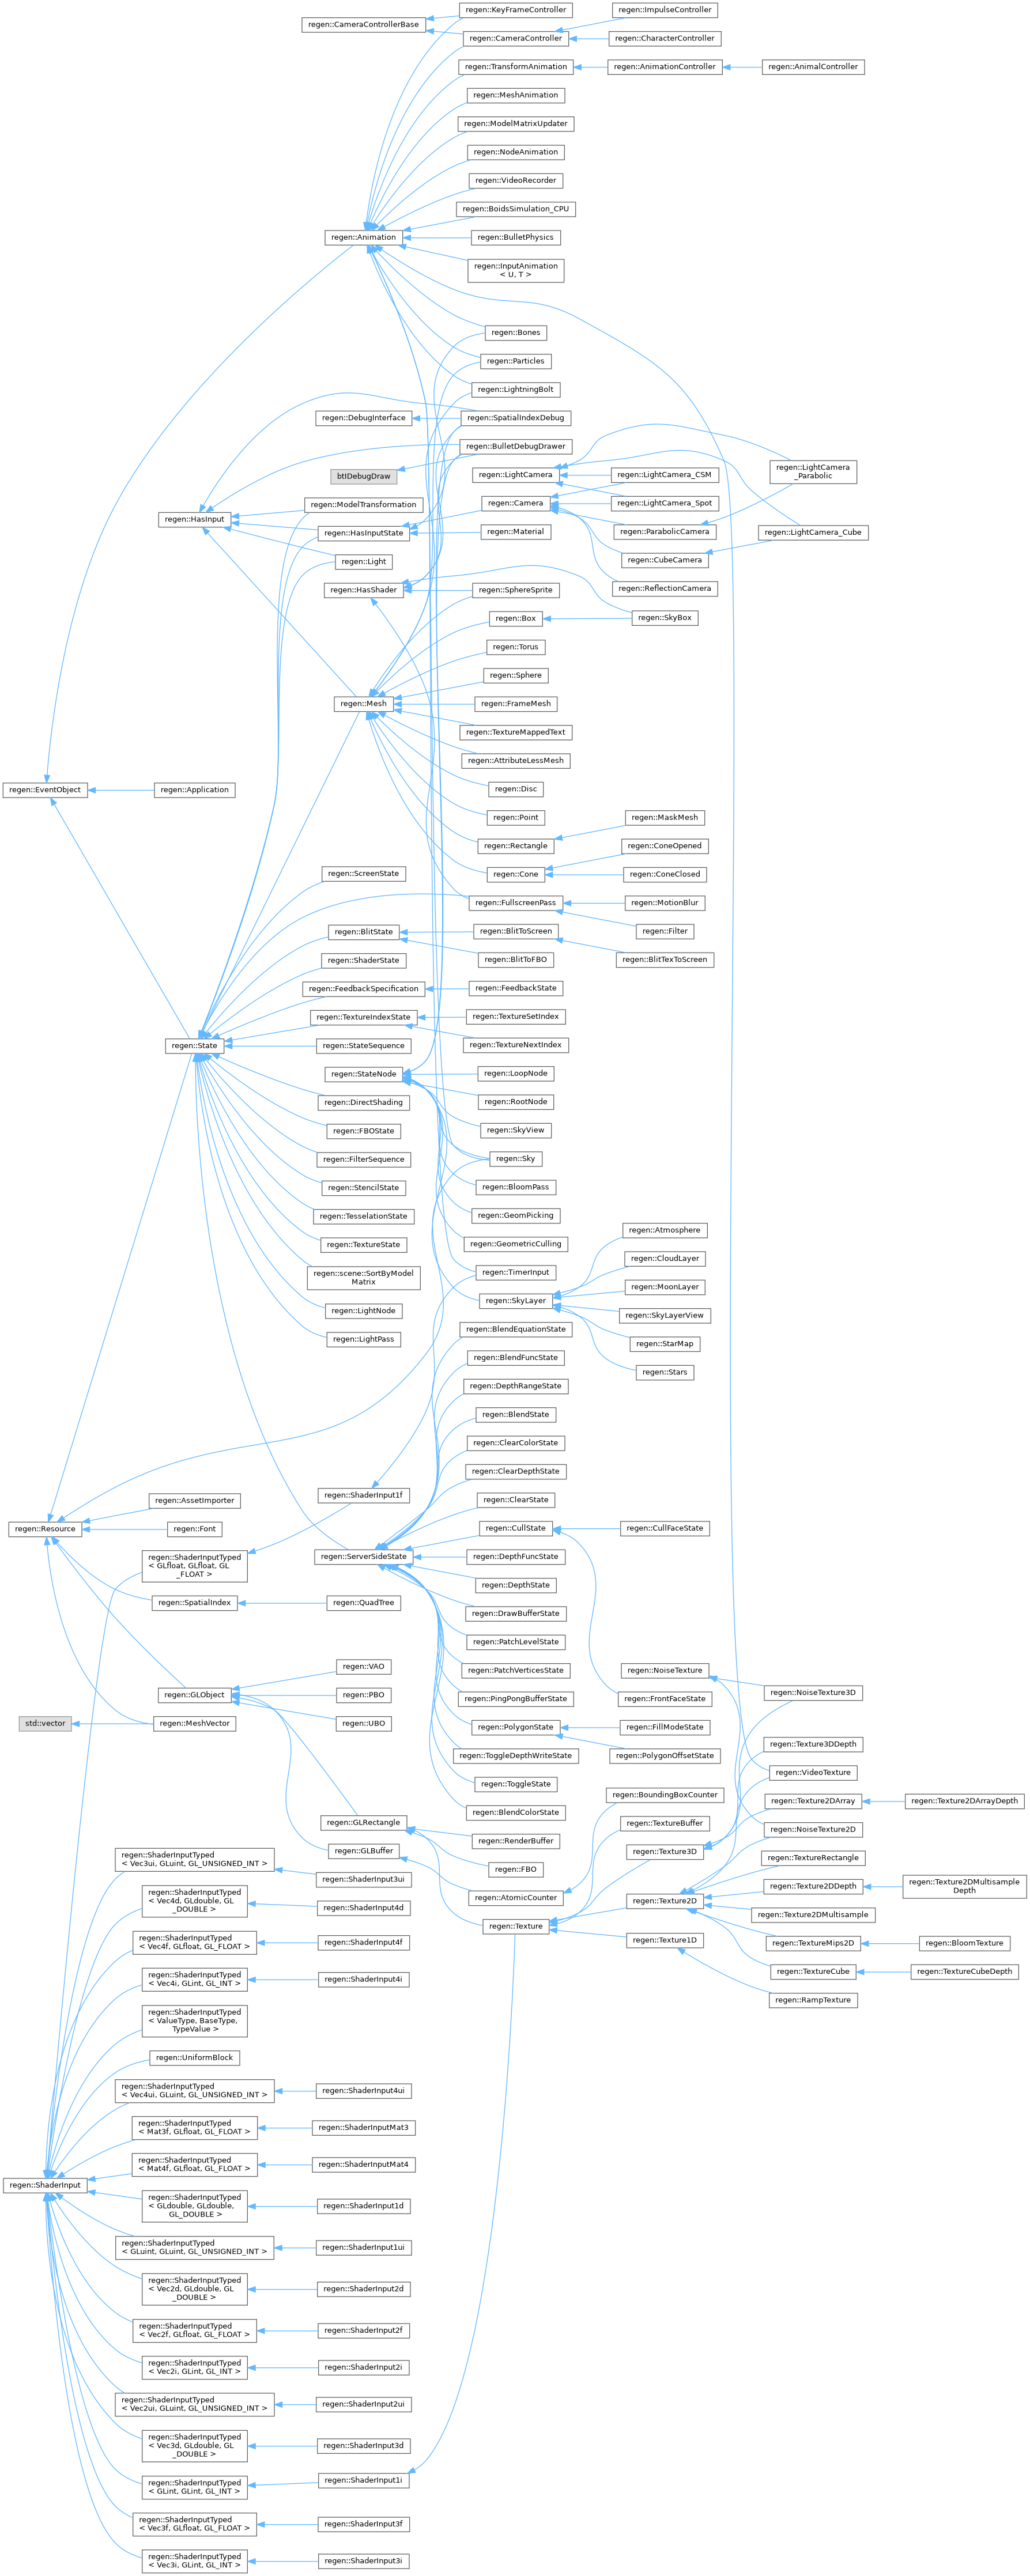 regen::KeyFrameController
regen::ImpulseController
regen::CameraControllerBase
regen::CameraController
regen::CharacterController
regen::TransformAnimation
regen::AnimationController
regen::AnimalController
regen::MeshAnimation
regen::ModelMatrixUpdater
regen::NodeAnimation
regen::VideoRecorder
regen::BoidsSimulation_CPU
regen::Animation
regen::BulletPhysics
regen::InputAnimation
< U, T >
regen::Bones
regen::Particles
regen::LightningBolt
regen::DebugInterface
regen::SpatialIndexDebug
regen::BulletDebugDrawer
btIDebugDraw
regen::LightCamera
regen::LightCamera_CSM
regen::LightCamera
_Parabolic
regen::ModelTransformation
regen::Camera
regen::LightCamera_Spot
regen::HasInput
regen::HasInputState
regen::Material
regen::ParabolicCamera
regen::LightCamera_Cube
regen::Light
regen::CubeCamera
regen::HasShader
regen::SphereSprite
regen::ReflectionCamera
regen::Box
regen::SkyBox
regen::Torus
regen::Sphere
regen::Mesh
regen::FrameMesh
regen::TextureMappedText
regen::AttributeLessMesh
regen::EventObject
regen::Application
regen::Disc
regen::Point
regen::MaskMesh
regen::Rectangle
regen::ConeOpened
regen::ScreenState
regen::Cone
regen::ConeClosed
regen::FullscreenPass
regen::MotionBlur
regen::BlitState
regen::BlitToScreen
regen::Filter
regen::ShaderState
regen::BlitToFBO
regen::BlitTexToScreen
regen::FeedbackSpecification
regen::FeedbackState
regen::TextureIndexState
regen::TextureSetIndex
regen::State
regen::StateSequence
regen::TextureNextIndex
regen::StateNode
regen::LoopNode
regen::DirectShading
regen::RootNode
regen::FBOState
regen::SkyView
regen::FilterSequence
regen::Sky
regen::StencilState
regen::BloomPass
regen::TesselationState
regen::GeomPicking
regen::TextureState
regen::GeometricCulling
regen::Atmosphere
regen::scene::SortByModel
Matrix
regen::TimerInput
regen::CloudLayer
regen::LightNode
regen::SkyLayer
regen::MoonLayer
regen::SkyLayerView
regen::LightPass
regen::BlendEquationState
regen::StarMap
regen::BlendFuncState
regen::Stars
regen::DepthRangeState
regen::BlendState
regen::ClearColorState
regen::ClearDepthState
regen::ShaderInput1f
regen::AssetImporter
regen::ClearState
regen::Resource
regen::Font
regen::CullState
regen::CullFaceState
regen::ShaderInputTyped
< GLfloat, GLfloat, GL
_FLOAT >
regen::ServerSideState
regen::DepthFuncState
regen::DepthState
regen::SpatialIndex
regen::QuadTree
regen::DrawBufferState
regen::PatchLevelState
regen::VAO
regen::PatchVerticesState
regen::NoiseTexture
regen::GLObject
regen::PBO
regen::PingPongBufferState
regen::FrontFaceState
regen::NoiseTexture3D
std::vector
regen::MeshVector
regen::UBO
regen::PolygonState
regen::FillModeState
regen::Texture3DDepth
regen::ToggleDepthWriteState
regen::PolygonOffsetState
regen::VideoTexture
regen::ToggleState
regen::BoundingBoxCounter
regen::Texture2DArray
regen::Texture2DArrayDepth
regen::BlendColorState
regen::GLRectangle
regen::TextureBuffer
regen::NoiseTexture2D
regen::RenderBuffer
regen::GLBuffer
regen::Texture3D
regen::TextureRectangle
regen::ShaderInputTyped
< Vec3ui, GLuint, GL_UNSIGNED_INT >
regen::FBO
regen::ShaderInput3ui
regen::Texture2DDepth
regen::Texture2DMultisample
Depth
regen::AtomicCounter
regen::Texture2D
regen::ShaderInputTyped
< Vec4d, GLdouble, GL
_DOUBLE >
regen::ShaderInput4d
regen::Texture2DMultisample
regen::Texture
regen::Texture1D
regen::ShaderInputTyped
< Vec4f, GLfloat, GL_FLOAT >
regen::ShaderInput4f
regen::TextureMips2D
regen::BloomTexture
regen::ShaderInputTyped
< Vec4i, GLint, GL_INT >
regen::ShaderInput4i
regen::TextureCube
regen::TextureCubeDepth
regen::RampTexture
regen::ShaderInputTyped
< ValueType, BaseType,
TypeValue >
regen::UniformBlock
regen::ShaderInputTyped
< Vec4ui, GLuint, GL_UNSIGNED_INT >
regen::ShaderInput4ui
regen::ShaderInputTyped
< Mat3f, GLfloat, GL_FLOAT >
regen::ShaderInputMat3
regen::ShaderInputTyped
< Mat4f, GLfloat, GL_FLOAT >
regen::ShaderInputMat4
regen::ShaderInput
regen::ShaderInputTyped
< GLdouble, GLdouble,
GL_DOUBLE >
regen::ShaderInput1d
regen::ShaderInputTyped
< GLuint, GLuint, GL_UNSIGNED_INT >
regen::ShaderInput1ui
regen::ShaderInputTyped
< Vec2d, GLdouble, GL
_DOUBLE >
regen::ShaderInput2d
regen::ShaderInputTyped
< Vec2f, GLfloat, GL_FLOAT >
regen::ShaderInput2f
regen::ShaderInputTyped
< Vec2i, GLint, GL_INT >
regen::ShaderInput2i
regen::ShaderInputTyped
< Vec2ui, GLuint, GL_UNSIGNED_INT >
regen::ShaderInput2ui
regen::ShaderInputTyped
< Vec3d, GLdouble, GL
_DOUBLE >
regen::ShaderInput3d
regen::ShaderInputTyped
< GLint, GLint, GL_INT >
regen::ShaderInput1i
regen::ShaderInputTyped
< Vec3f, GLfloat, GL_FLOAT >
regen::ShaderInput3f
regen::ShaderInputTyped
< Vec3i, GLint, GL_INT >
regen::ShaderInput3i